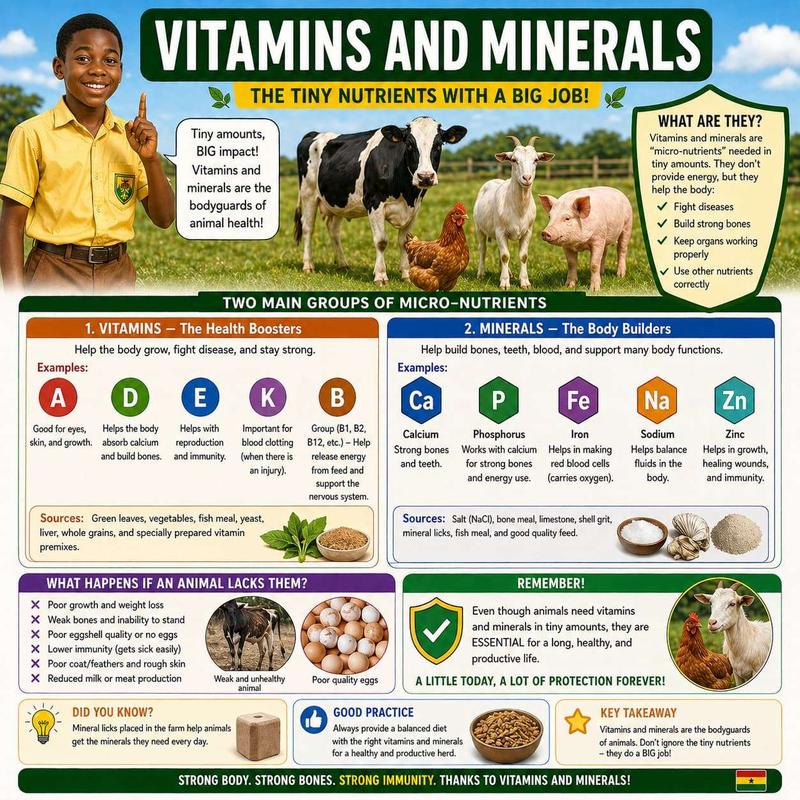 VITAMINS AND MINERALS
THE TINY NUTRIENTS WITH A BIG JOB!
Tiny amounts,
BIG impact!
Vitamins and
minerals are the
bodyguards of
animal health!
WHAT ARE THEY?
Vitamins and minerals are
“micro-nutrients” needed in
tiny amounts. They don't
provide energy, but they
help the body:
✓ Fight diseases
✓ Build strong bones
✓ Keep organs working
properly
✓ Use other nutrients
correctly
TWO MAIN GROUPS OF MICRO-NUTRIENTS
1. VITAMINS – The Health Boosters
Help the body grow, fight disease, and stay strong.
Examples:
A
Good for eyes,
skin, and growth.
D
Helps the body
absorb calcium
and build bones.
E
Helps with
reproduction
and immunity.
K
Important for
blood clotting
(when there is
an injury).
B
Group (B1, B2,
B12, etc.) – Help
release energy
from feed and
support the
nervous system.
Sources: Green leaves, vegetables, fish meal, yeast,
liver, whole grains, and specially prepared vitamin
premixes.
2. MINERALS – The Body Builders
Help build bones, teeth, blood, and support many body functions.
Examples:
Ca
Calcium
Strong bones
and teeth.
P
Phosphorus
Works with calcium
for strong bones
and energy use.
Fe
Iron
Helps in making
red blood cells
(carries oxygen).
Na
Sodium
Helps balance
fluids in the
body.
Zn
Zinc
Helps in growth,
healing wounds,
and immunity.
Sources: Salt (NaCl), bone meal, limestone, shell grit,
mineral licks, fish meal, and good quality feed.
WHAT HAPPENS IF AN ANIMAL LACKS THEM?
✗ Poor growth and weight loss
✗ Weak bones and inability to stand
✗ Poor eggshell quality or no eggs
✗ Lower immunity (gets sick easily)
✗ Poor coat/feathers and rough skin
✗ Reduced milk or meat production
Weak and unhealthy
animal
Poor quality eggs
REMEMBER!
Even though animals need vitamins
and minerals in tiny amounts, they are
ESSENTIAL for a long, healthy, and
productive life.
A LITTLE TODAY, A LOT OF PROTECTION FOREVER!
DID YOU KNOW?
Mineral licks placed in the farm help animals
get the minerals they need every day.
GOOD PRACTICE
Always provide a balanced diet
with the right vitamins and minerals
for a healthy and productive herd.
KEY TAKEAWAY
Vitamins and minerals are the bodyguards
of animals. Don't ignore the tiny nutrients
– they do a BIG job!
STRONG BODY. STRONG BONES. STRONG IMMUNITY. THANKS TO VITAMINS AND MINERALS!